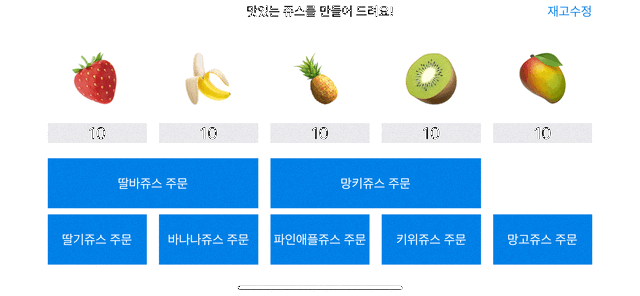 맛있는 쥬스를 만들어 드려요!
재고수정
10 10 10 10 10
딸바쥬스 주문 망키쥬스 주문
딸기쥬스 주문 바나나쥬스 주문 파인애플쥬스 주문 키위쥬스 주문 망고쥬스 주문